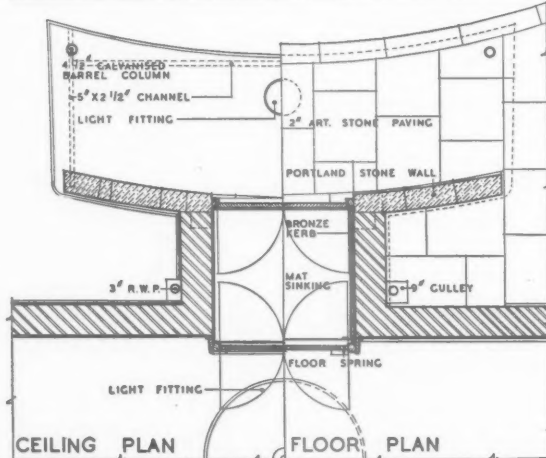 4 1/2" GALVANISED
BARREL COLUMN
5" X 2 1/2" CHANNEL
LIGHT FITTING
2" ART. STONE PAVING
PORTLAND STONE WALL
BRONZE
KERB
MAT
SINKING
3" R.W.P.
9" GULLEY
FLOOR SPRING
LIGHT FITTING
CEILING PLAN
FLOOR PLAN